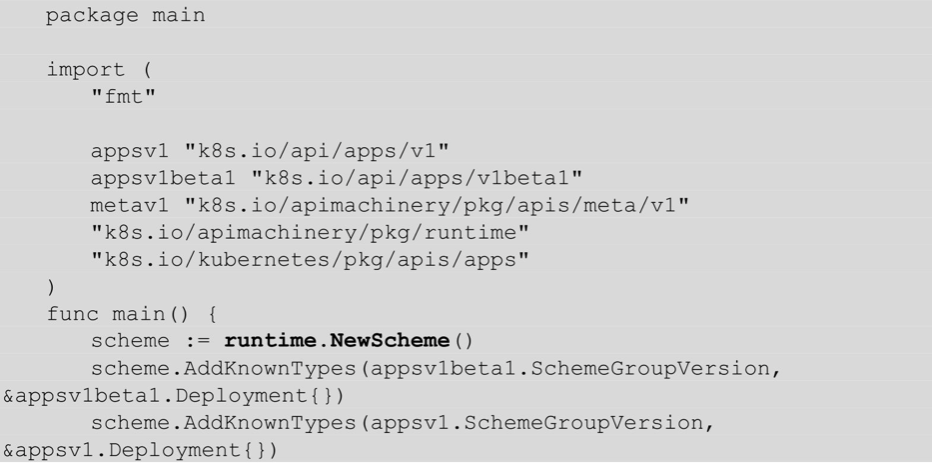 package main
import (
"fmt"
appsv1 "k8s.io/api/apps/v1"
appsv1beta1 "k8s.io/api/apps/v1beta1"
metav1 "k8s.io/apimachinery/pkg/apis/meta/v1"
"k8s.io/apimachinery/pkg/runtime"
"k8s.io/kubernetes/pkg/apis/apps"
)
func main() {
scheme := runtime.NewScheme()
scheme.AddKnownTypes(appsv1beta1.SchemeGroupVersion,
&appsv1beta1.Deployment{})
scheme.AddKnownTypes(appsv1.SchemeGroupVersion,
&appsv1.Deployment{})